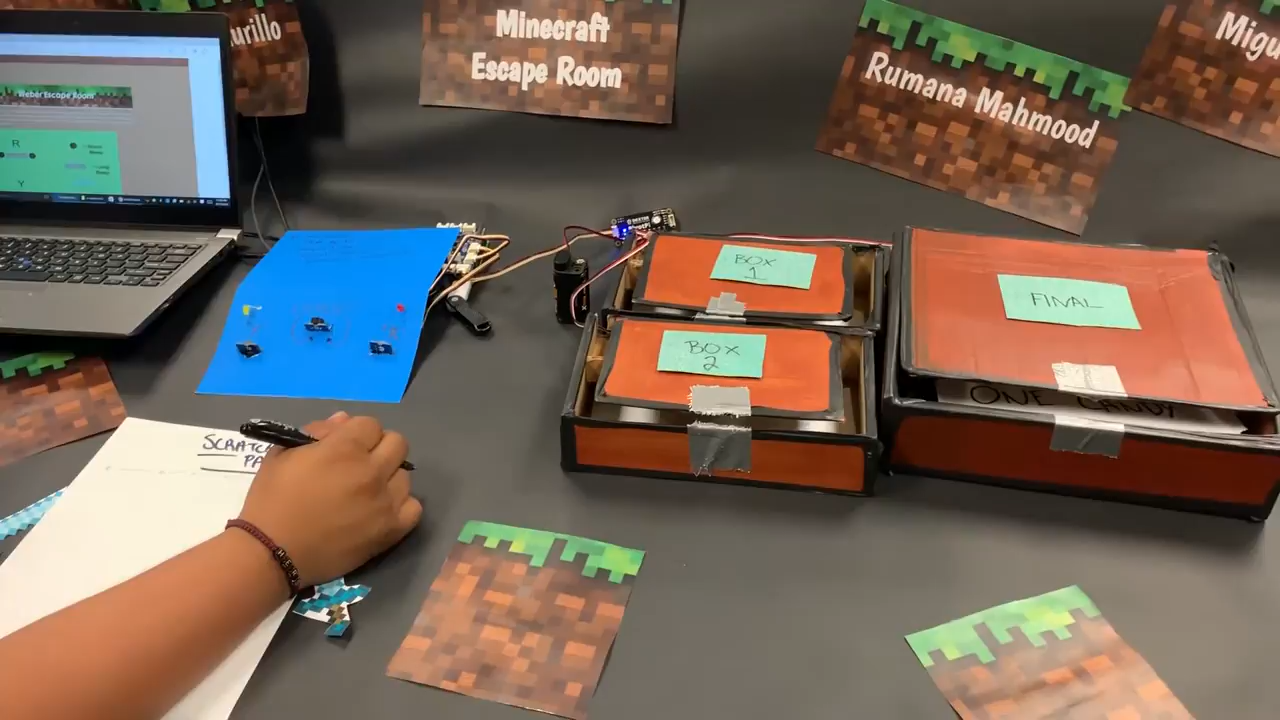 urillo
Minecraft
Escape Room
Rumana Mahmood
Migu
Weber Escape Room
R
Y
BOX
1
BOX
2
FINAL
ONE CANDY
SCRATCH
PA